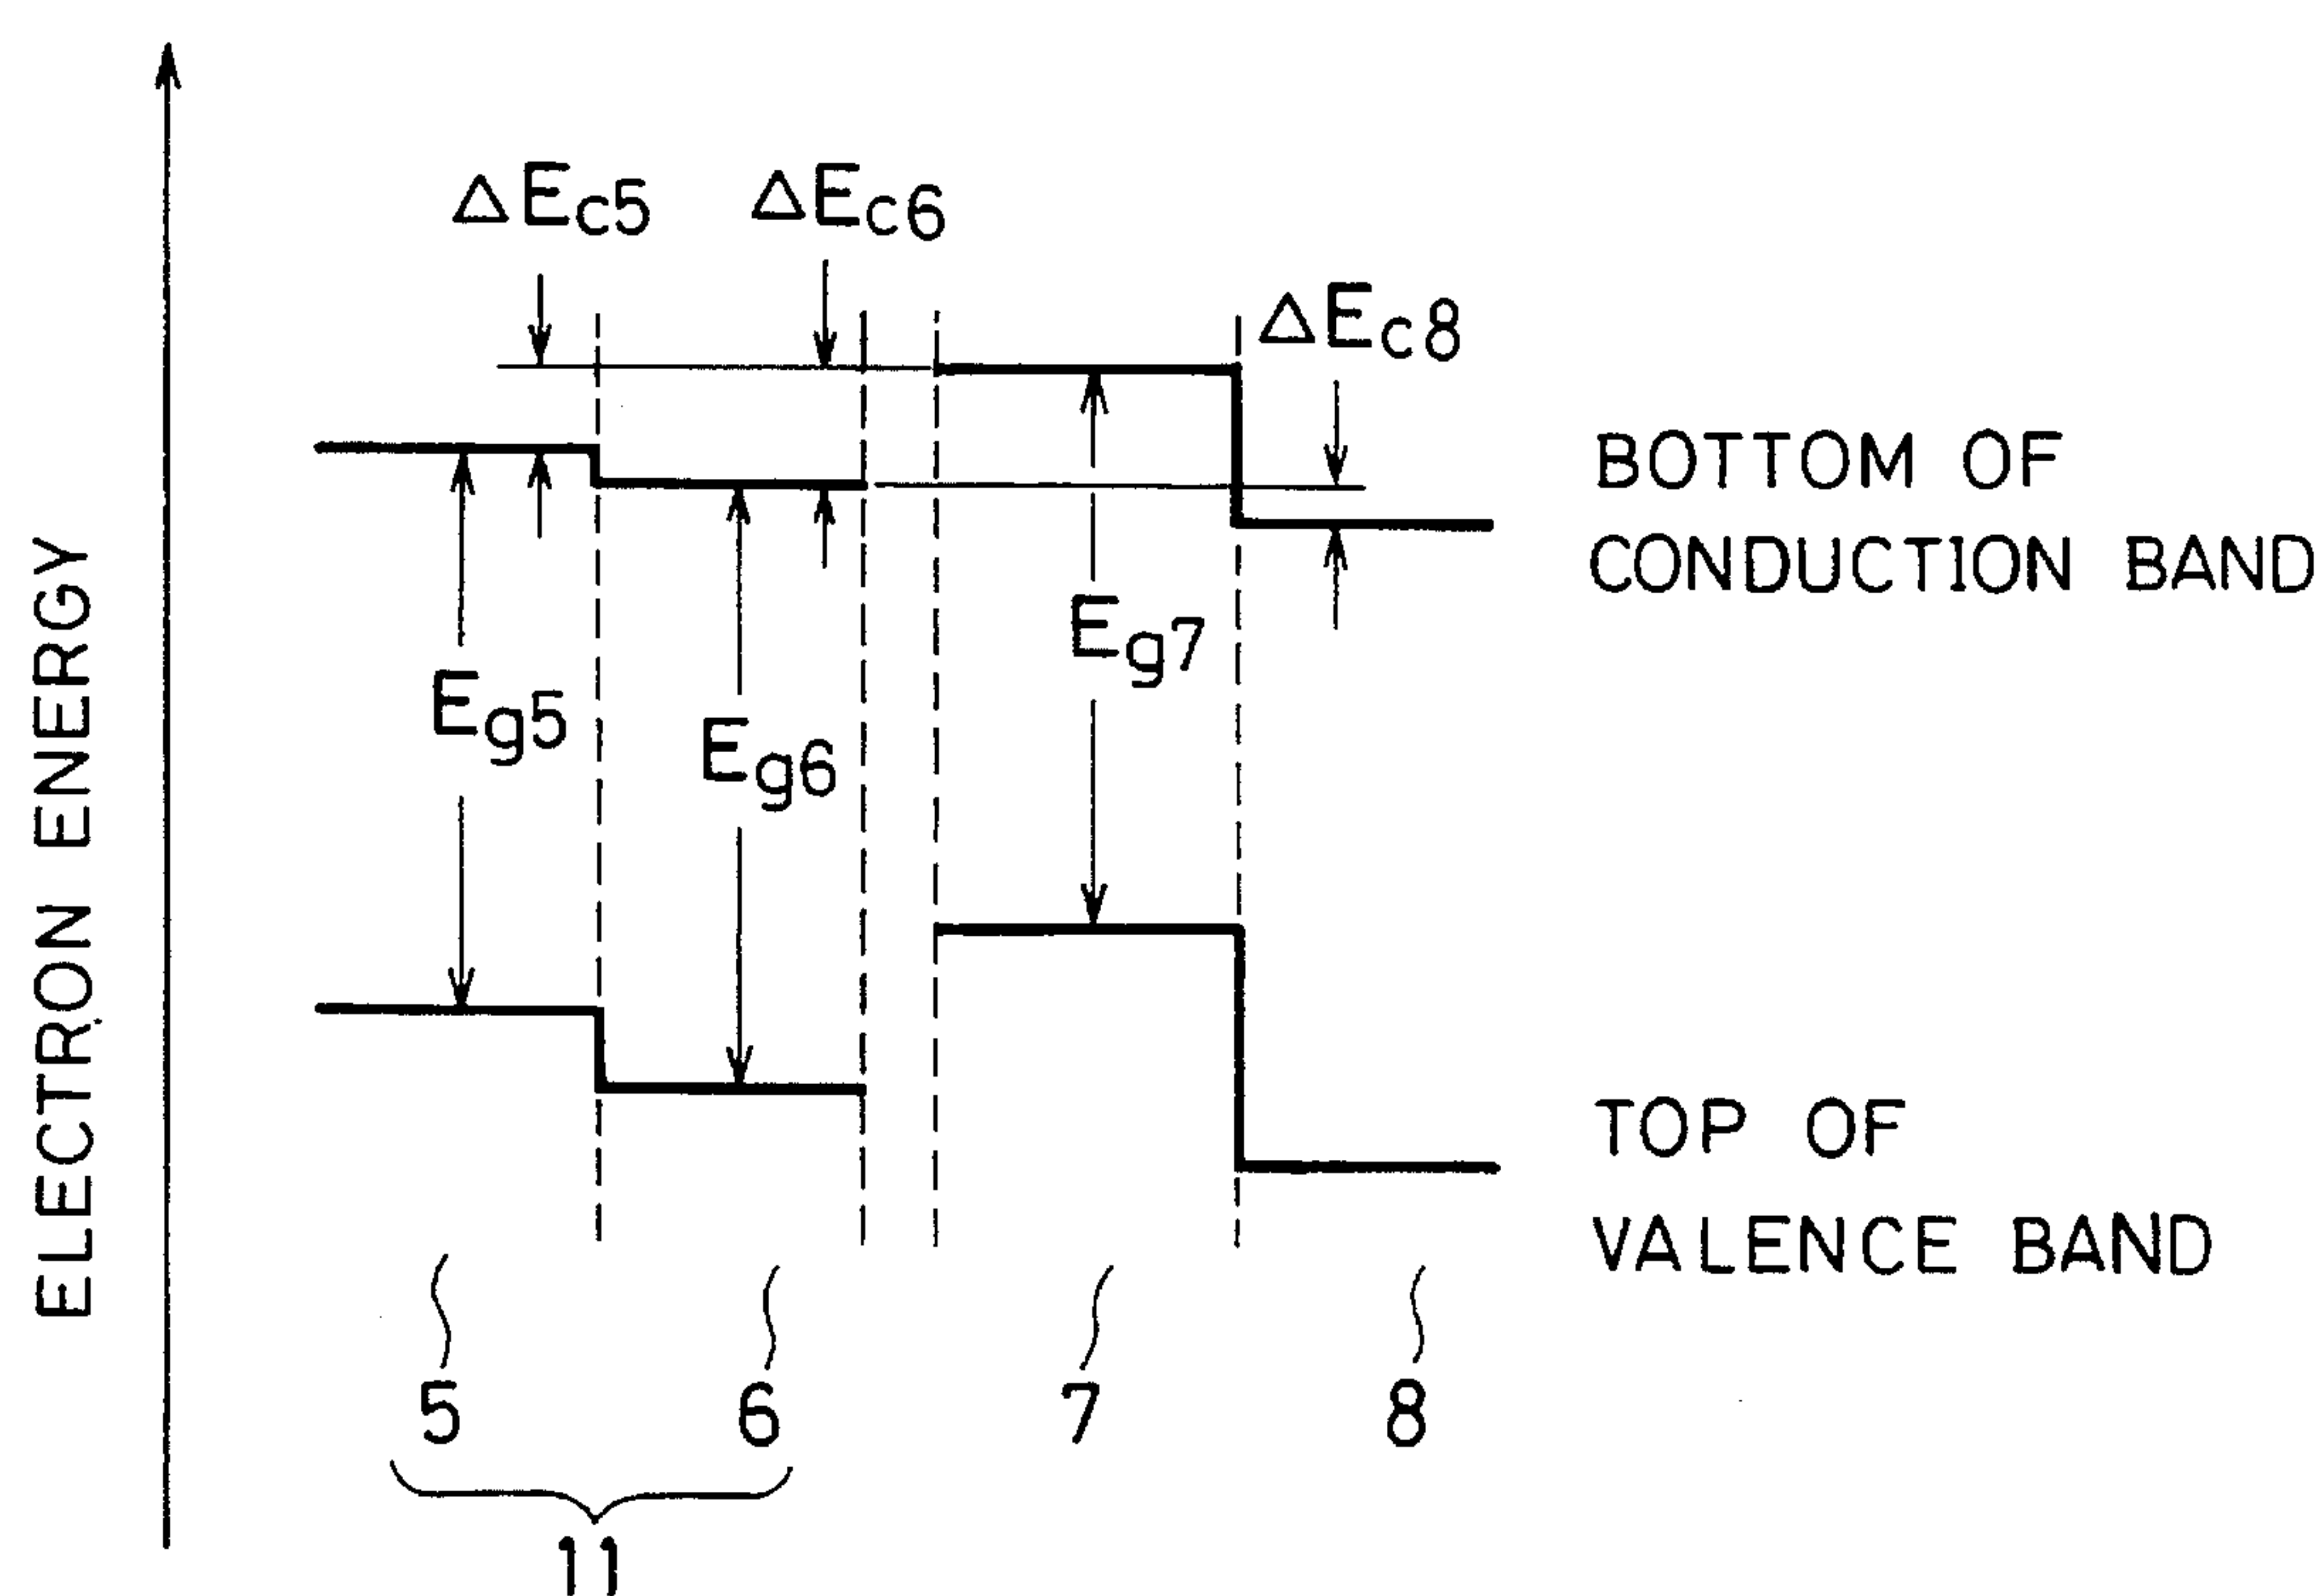 ELECTRON ENERGY
ΔEc5
ΔEc6
ΔEc8
BOTTOM OF
CONDUCTION BAND
Eg5
Eg6
Eg7
TOP OF
VALENCE BAND
5
6
7
8
11